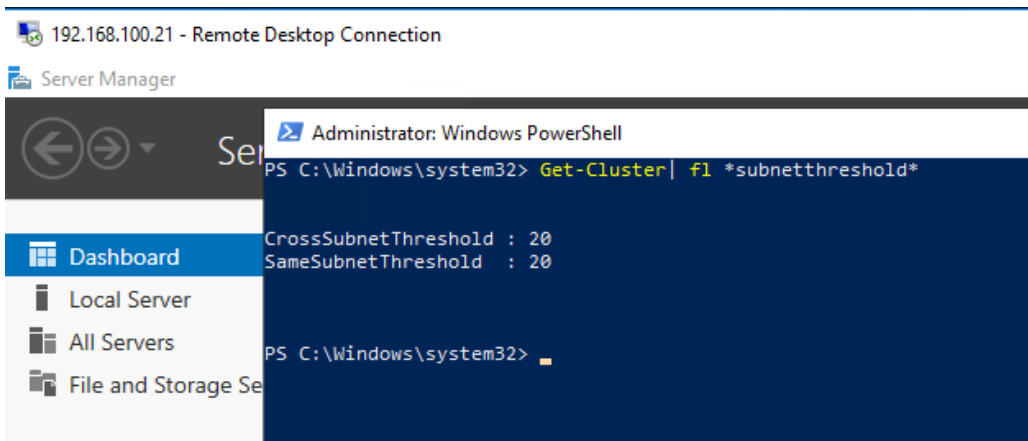 192.168.100.21 - Remote Desktop Connection
Server Manager
Ser
Administrator: Windows PowerShell
PS C:\Windows\system32> Get-Cluster| fl *subnetthreshold*
CrossSubnetThreshold : 20
SameSubnetThreshold  : 20
PS C:\Windows\system32>
Dashboard
Local Server
All Servers
File and Storage Se